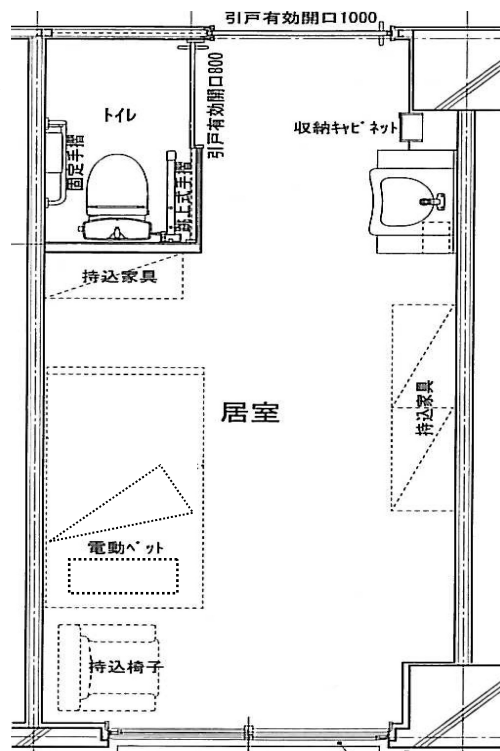 引戸有効開口1000
トイレ
引戸有効開口800
収納キャビネット
固定手摺
跳上式手摺
持込家具
持込家具
居室
電動ベット
持込椅子